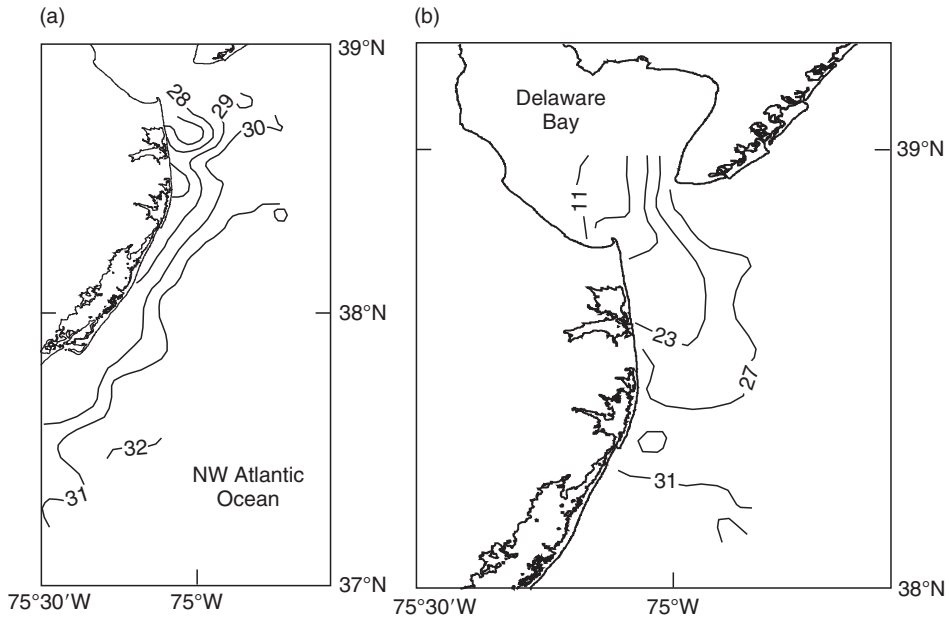 (a)
39°N
28
29
30
38°N
32
31
NW Atlantic
Ocean
37°N
75°30′W
75°W
(b)
Delaware
Bay
39°N
11
23
27
31
38°N
75°30′W
75°W